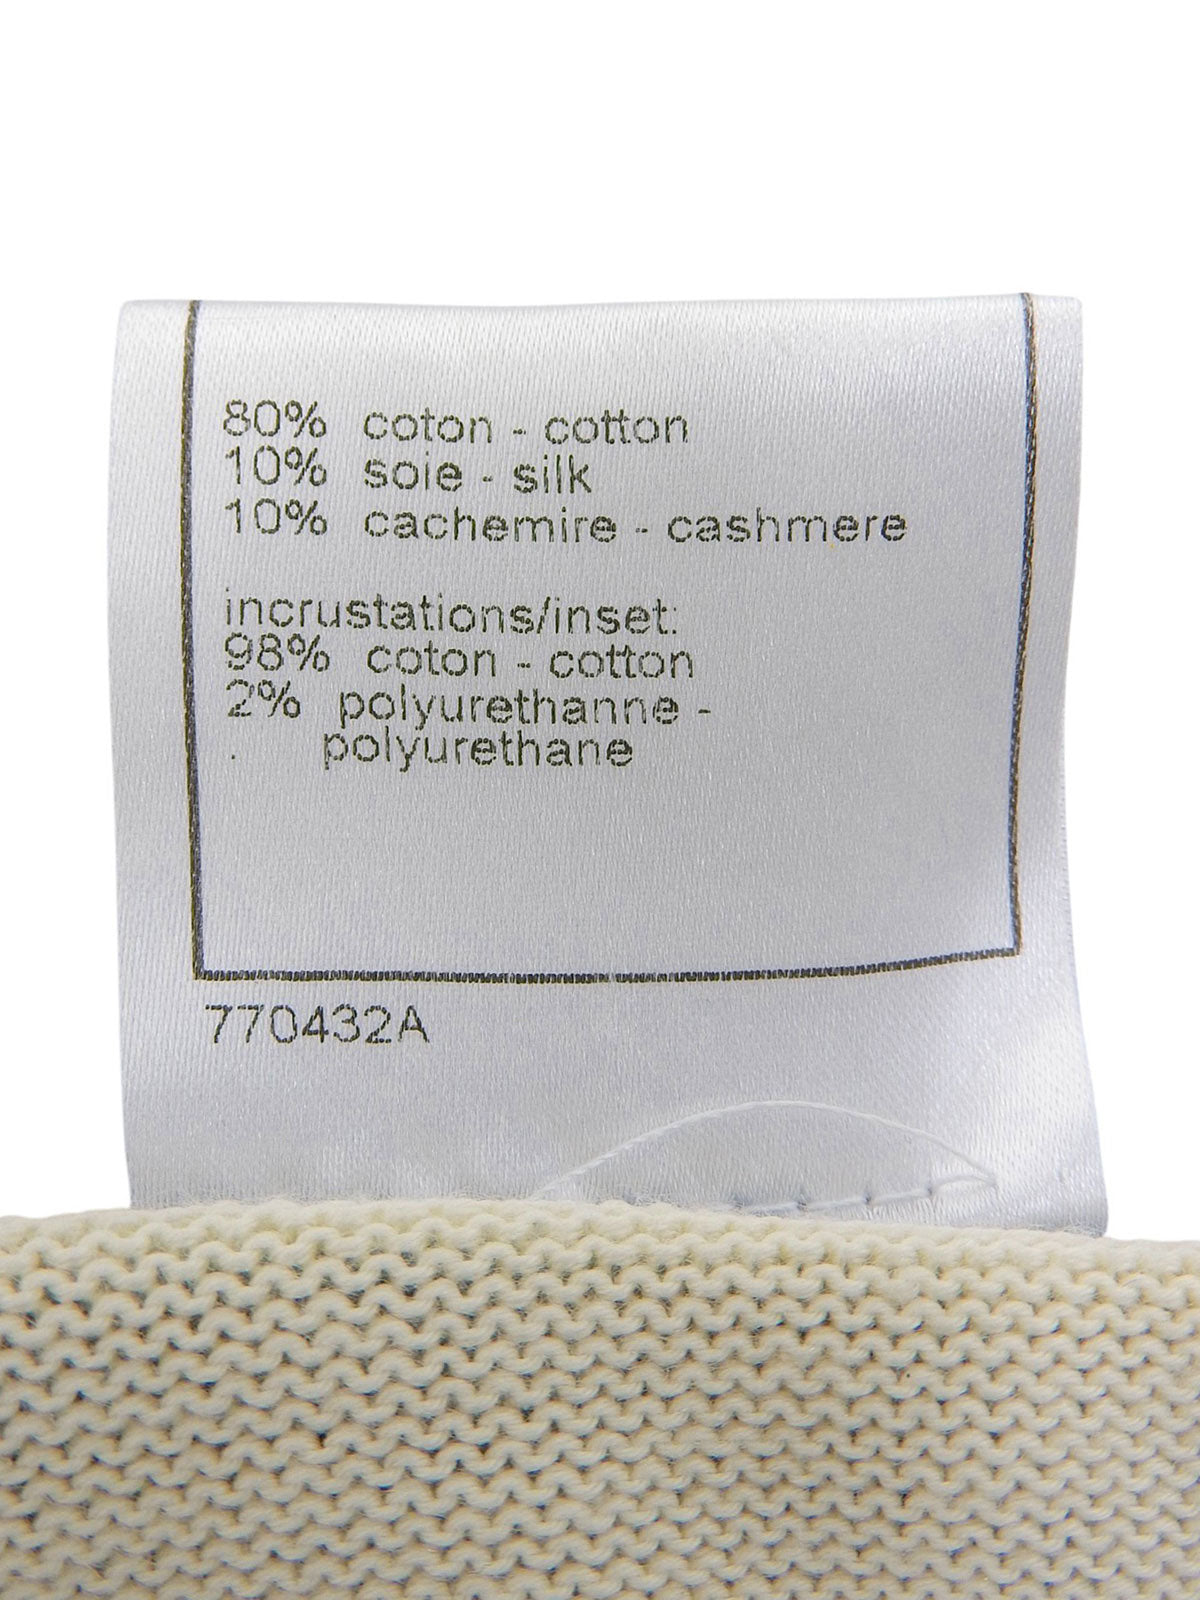 80% coton - cotton
10% soie - silk
10% cachemire - cashmere
incrustations/inset:
98% coton - cotton
2% polyurethanne -
. polyurethane
770432A